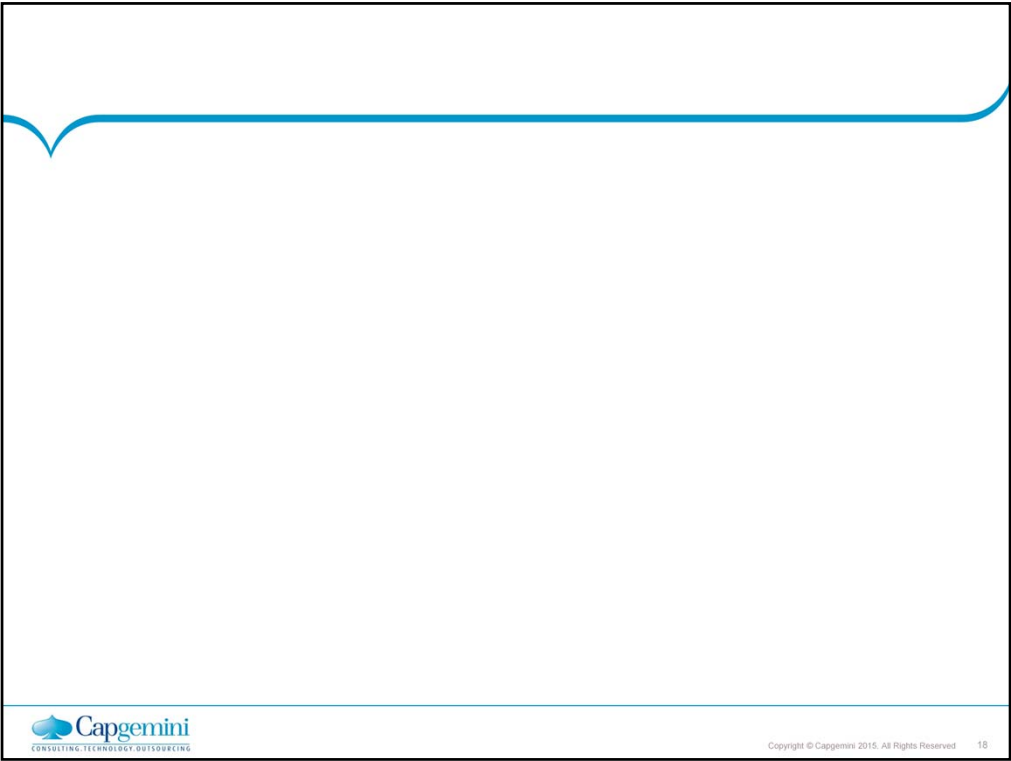 Capgemini
CONSULTING.TECHNOLOGY.OUTSOURCING
Copyright © Capgemini 2015. All Rights Reserved 18